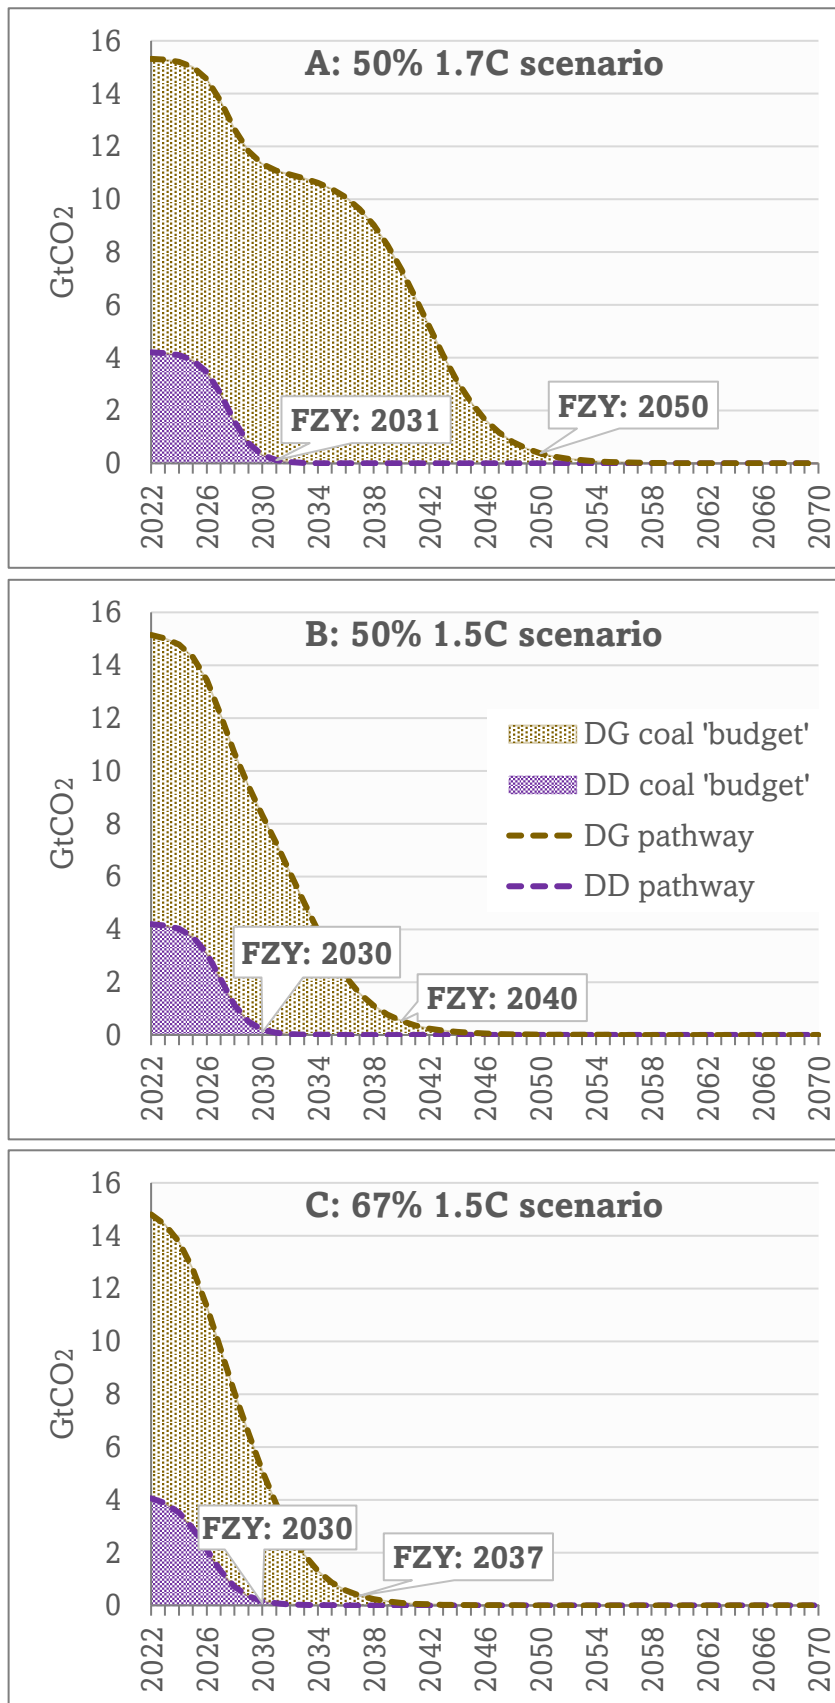 A: 50% 1.7C scenario
GtCO2
16
14
12
10
8
6
4
2
0
FZY: 2031
FZY: 2050
2022 2026 2030 2034 2038 2042 2046 2050 2054 2058 2062 2066 2070
B: 50% 1.5C scenario
GtCO2
16
14
12
10
8
6
4
2
0
DG coal 'budget'
DD coal 'budget'
DG pathway
DD pathway
FZY: 2030
FZY: 2040
2022 2026 2030 2034 2038 2042 2046 2050 2054 2058 2062 2066 2070
C: 67% 1.5C scenario
GtCO2
16
14
12
10
8
6
4
2
0
FZY: 2030
FZY: 2037
2022 2026 2030 2034 2038 2042 2046 2050 2054 2058 2062 2066 2070